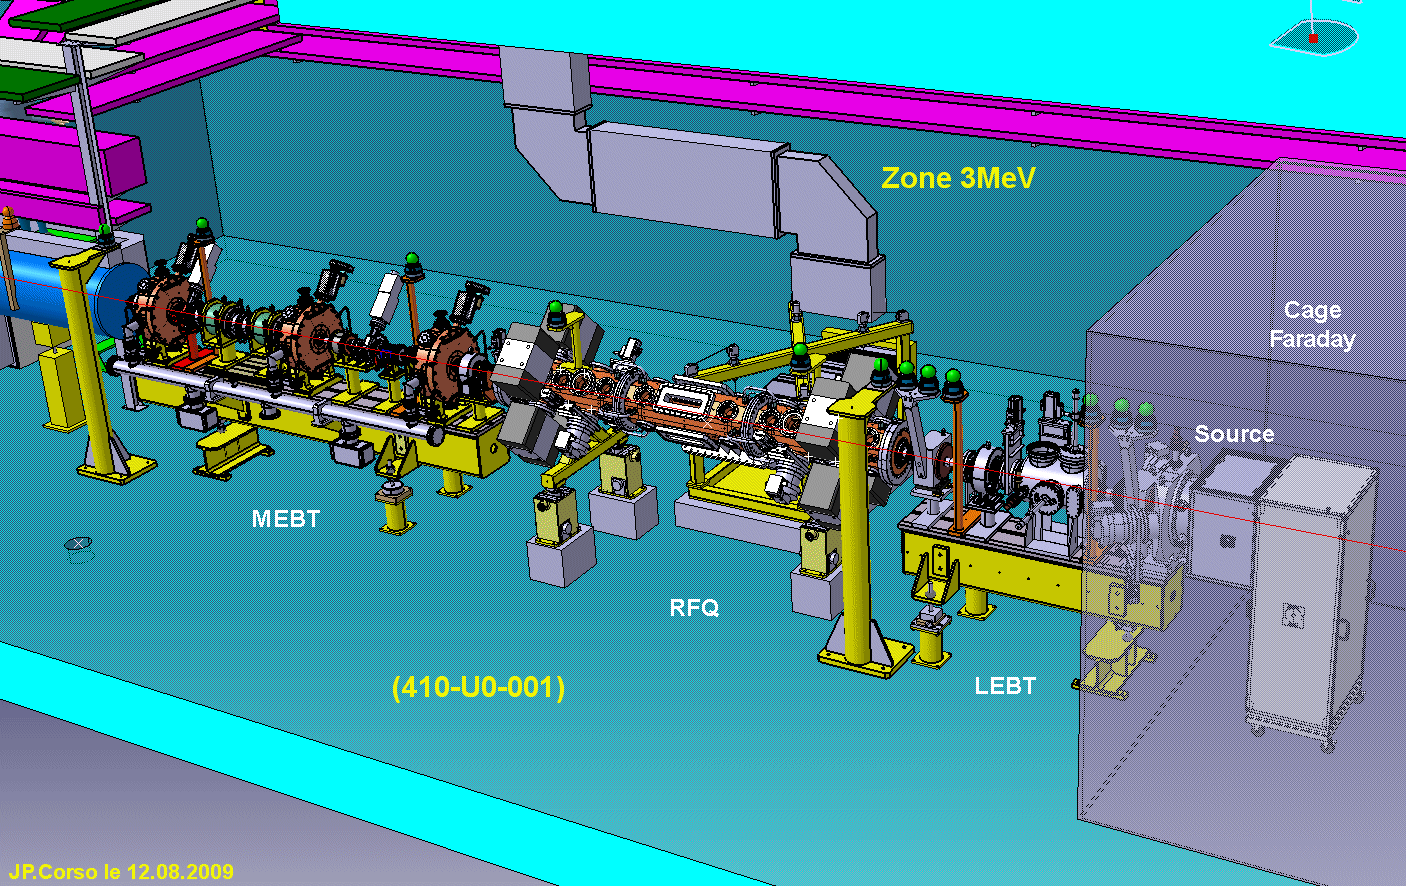 Zone 3MeV
Cage
Faraday
Source
MEBT
RFQ
LEBT
(410-U0-001)
JP.Corso le 12.08.2009